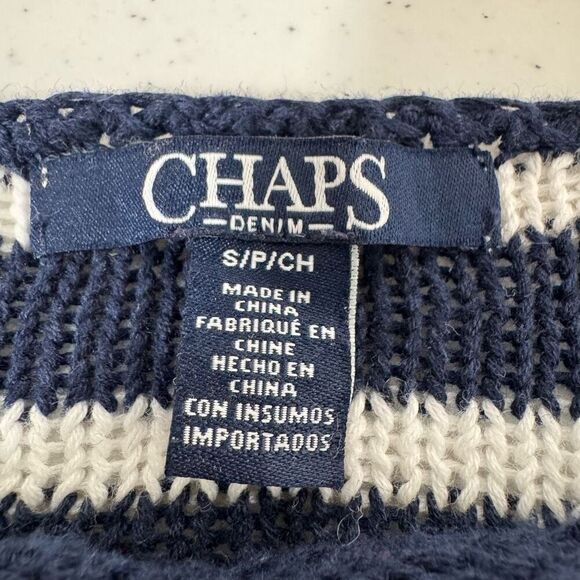 CHAPS
DENIM
S/P/CH
MADE IN
CHINA
FABRIQUÉ EN
CHINE
HECHO EN
CHINA
CON INSUMOS
IMPORTADOS